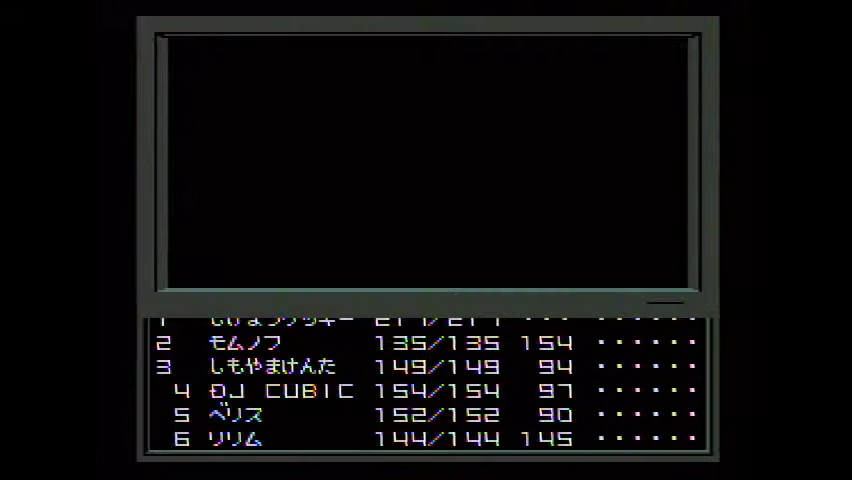 2 モムノフ 135/135 154 ・・・・・・
3 しもやまけんた 149/149 94 ・・・・・・
4 DJ CUBIC 154/154 97 ・・・・・・
5 ベリス 152/152 90 ・・・・・・
6 リリム 144/144 145 ・・・・・・